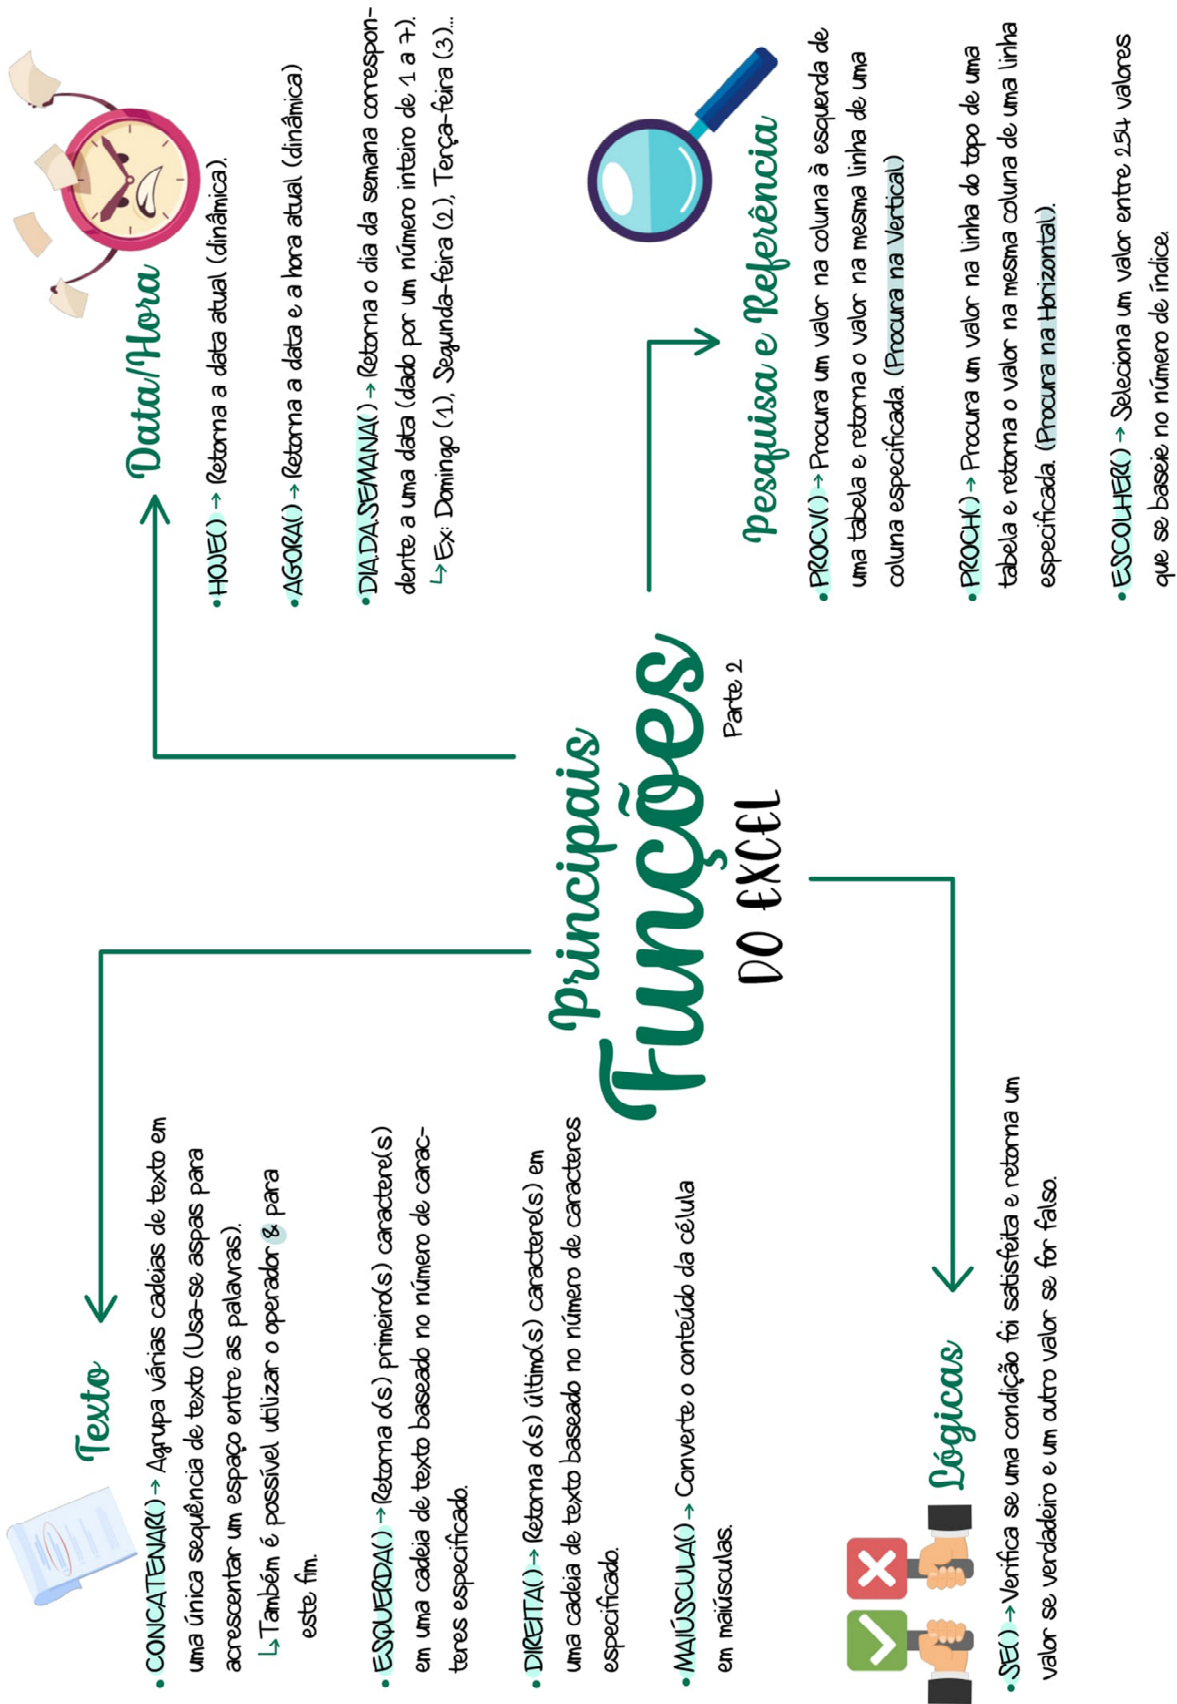 Principais
Funções
DO EXCEL
Parte 2
Texto
• CONCATENAR() → Agrupa várias cadeias de texto em
uma única sequência de texto (Usa-se aspas para
acrescentar um espaço entre as palavras).
↳ Também é possível utilizar o operador & para
este fim.
• ESQUERDA() → Retorna o(s) primeiro(s) caractere(s)
em uma cadeia de texto baseado no número de carac-
teres especificado.
• DIREITA() → Retorna o(s) último(s) caractere(s) em
uma cadeia de texto baseado no número de caracteres
especificado.
• MAIÚSCULA() → Converte o conteúdo da célula
em maiúsculas.
Data/Hora
• HOJE() → Retorna a data atual (dinâmica).
• AGORA() → Retorna a data e a hora atual (dinâmica)
• DIA.DA.SEMANA() → Retorna o dia da semana correspon-
dente a uma data (dado por um número inteiro de 1 a 7).
↳ Ex: Domingo (1), Segunda-feira (2), Terça-feira (3)...
Lógicas
• SE() → Verifica se uma condição foi satisfeita e retorna um
valor se verdadeiro e um outro valor se for falso.
Pesquisa e Referência
• PROCV() → Procura um valor na coluna à esquerda de
uma tabela e retorna o valor na mesma linha de uma
coluna especificada. (Procura na Vertical)
• PROCH() → Procura um valor na linha do topo de uma
tabela e retorna o valor na mesma coluna de uma linha
especificada. (Procura na Horizontal).
• ESCOLHER() → Seleciona um valor entre 254 valores
que se baseie no número de índice.